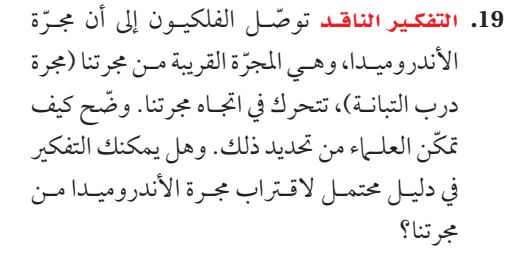 19. التفكير الناقد توصّل الفلكيون إلى أن مجرّة
الأندروميدا، وهي المجرّة القريبة من مجرتنا (مجرة
درب التبانة)، تتحرك في اتجاه مجرتنا. وضّح كيف
تمكّن العلماء من تحديد ذلك. وهل يمكنك التفكير
في دليل محتمل لاقتراب مجرة الأندروميدا من
مجرتنا؟